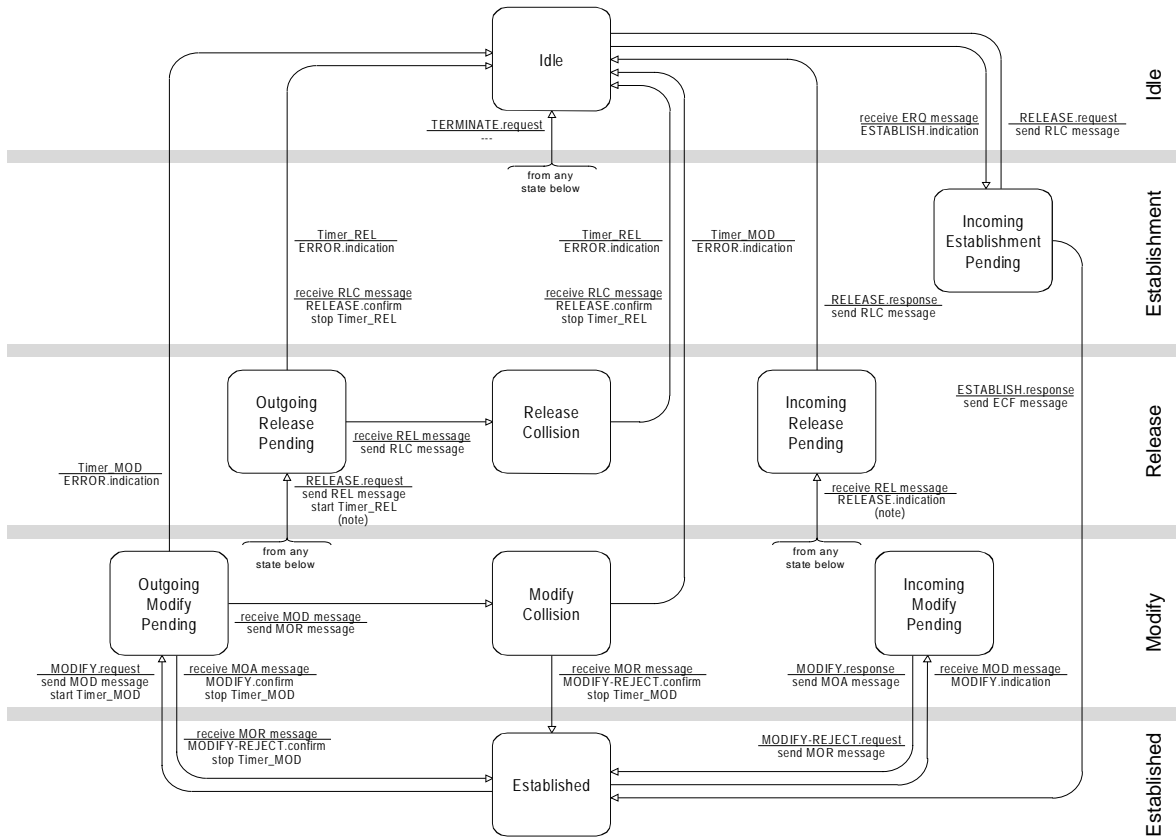 Idle
Idle
TERMINATE.request
---
receive ERQ message
ESTABLISH.indication
RELEASE.request
send RLC message
from any
state below
Incoming
Establishment
Pending
Establishment
Timer_REL
ERROR.indication
Timer_REL
ERROR.indication
Timer_MOD
ERROR.indication
receive RLC message
RELEASE.confirm
stop Timer_REL
receive RLC message
RELEASE.confirm
stop Timer_REL
RELEASE.response
send RLC message
Outgoing
Release
Pending
Release
Collision
Incoming
Release
Pending
ESTABLISH.response
send ECF message
Release
receive REL message
send RLC message
Timer_MOD
ERROR.indication
RELEASE.request
send REL message
start Timer_REL
(note)
receive REL message
RELEASE.indication
(note)
from any
state below
from any
state below
Outgoing
Modify
Pending
Modify
Collision
Incoming
Modify
Pending
Modify
receive MOD message
send MOR message
MODIFY.request
send MOD message
start Timer_MOD
receive MOA message
MODIFY.confirm
stop Timer_MOD
receive MOR message
MODIFY-REJECT.confirm
stop Timer_MOD
MODIFY.response
send MOA message
receive MOD message
MODIFY.indication
receive MOR message
MODIFY-REJECT.confirm
stop Timer_MOD
MODIFY-REJECT.request
send MOR message
Established
Established